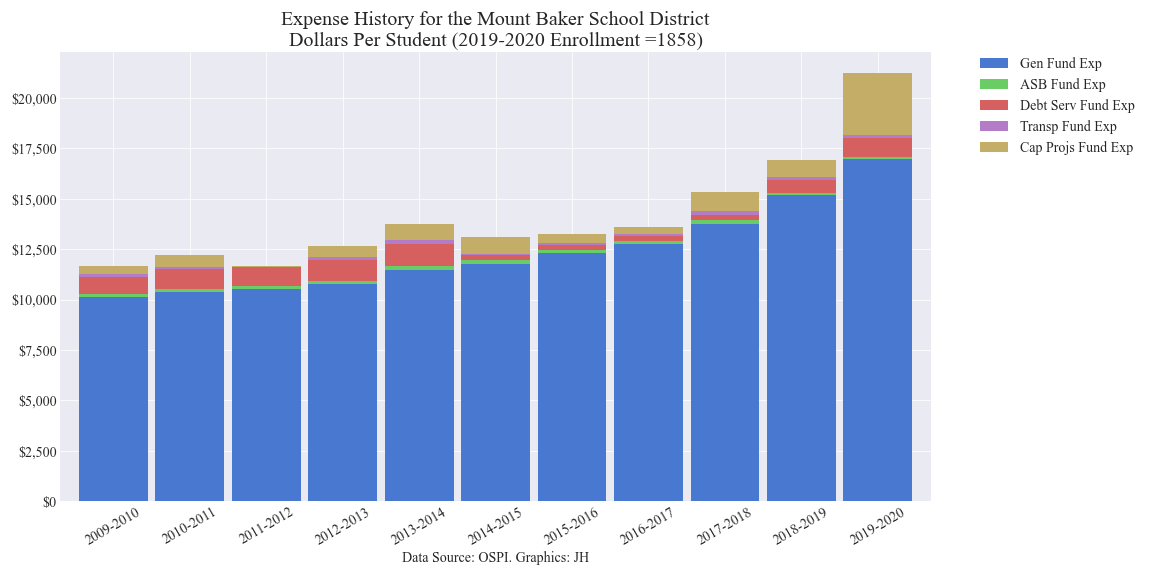 Expense History for the Mount Baker School District
Dollars Per Student (2019-2020 Enrollment =1858)
Gen Fund Exp
ASB Fund Exp
Debt Serv Fund Exp
Transp Fund Exp
Cap Projs Fund Exp
$20,000
$17,500
$15,000
$12,500
$10,000
$7,500
$5,000
$2,500
$0
2009-2010
2010-2011
2011-2012
2012-2013
2013-2014
2014-2015
2015-2016
2016-2017
2017-2018
2018-2019
2019-2020
Data Source: OSPI. Graphics: JH